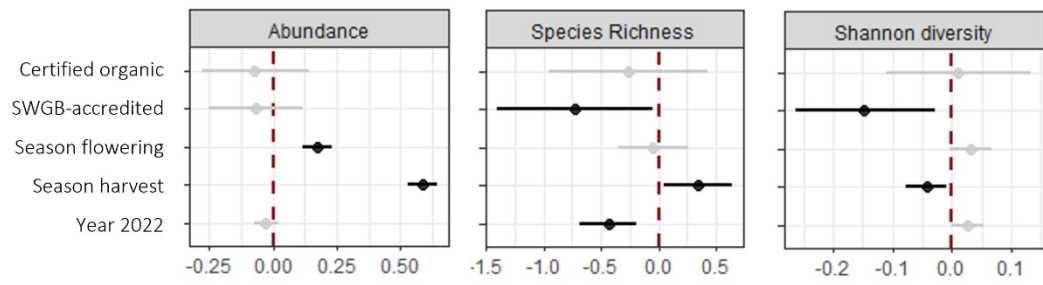 Abundance
Species Richness
Shannon diversity
Certified organic
SWGB-accredited
Season flowering
Season harvest
Year 2022
-0.25 0.00 0.25 0.50
-1.5 -1.0 -0.5 0.0 0.5
-0.2 -0.1 0.0 0.1